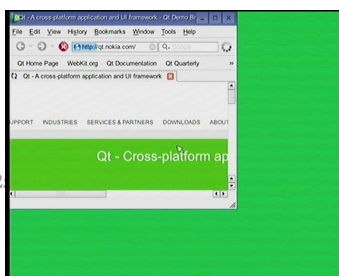 Qt - A cross-platform application and UI framework - Qt Demo Br
File Edit View History Bookmarks Window Tools Help
http://qt.nokia.com/
Qt Home Page WebKit.org Qt Documentation Qt Quarterly »
Qt - A cross-platform application and UI framework
UPPORT INDUSTRIES SERVICES & PARTNERS DOWNLOADS ABOUT
Qt - Cross-platform ap